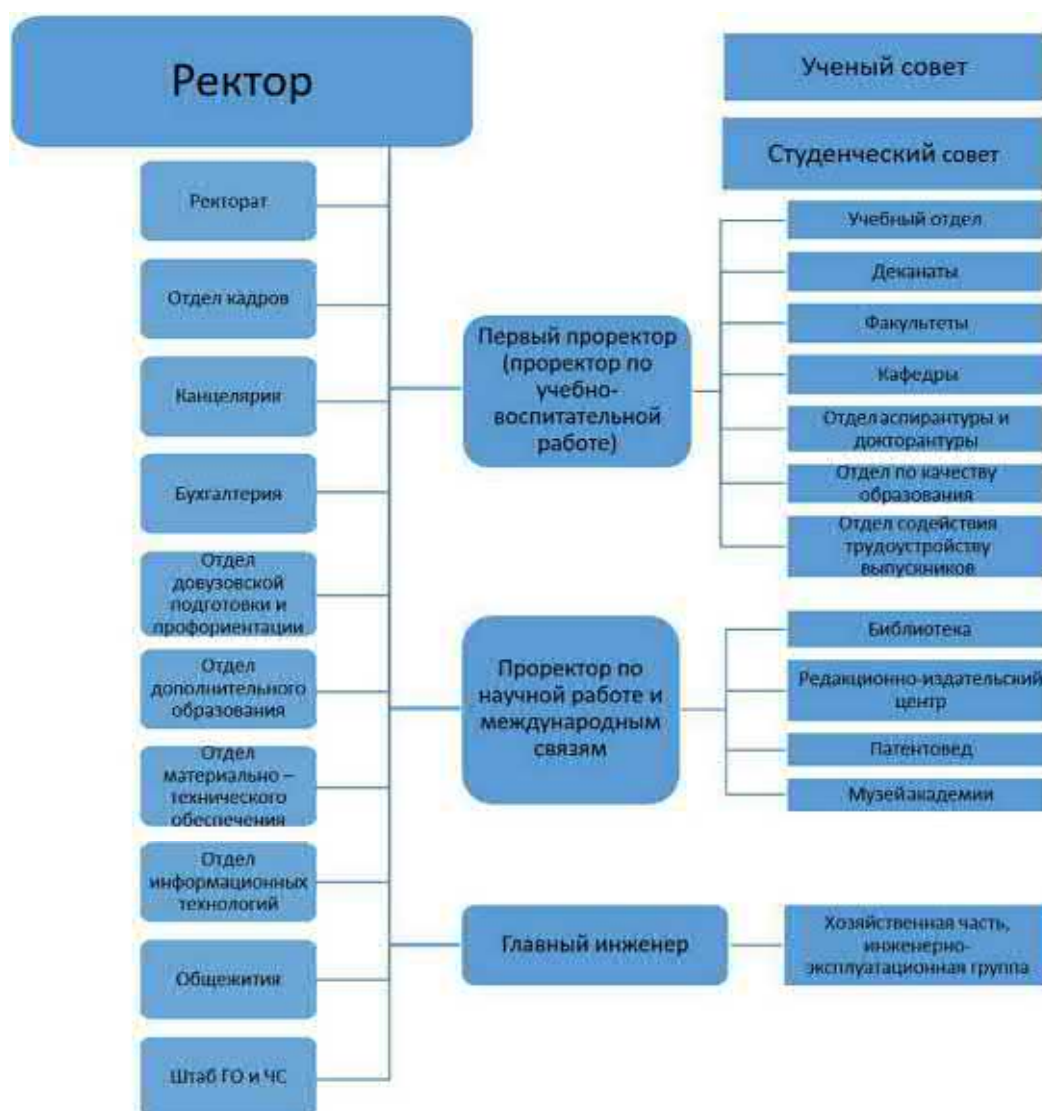 Ректор
Ректорат
Отдел кадров
Канцелярия
Бухгалтерия
Отдел
довузовской
подготовки и
профориентации
Отдел
дополнительного
образования
Отдел
материально –
технического
обеспечения
Отдел
информационных
технологий
Общежития
Штаб ГО и ЧС
Первый проректор
(проректор по
учебно-
воспитательной
работе)
Проректор по
научной работе и
международным
связям
Главный инженер
Ученый совет
Студенческий совет
Учебный отдел
Деканаты
Факультеты
Кафедры
Отдел аспирантуры и
докторантуры
Отдел по качеству
образования
Отдел содействия
трудоустройству
выпускников
Библиотека
Редакционно-издательский
центр
Патентовед
Музей академии
Хозяйственная часть,
инженерно-
эксплуатационная группа